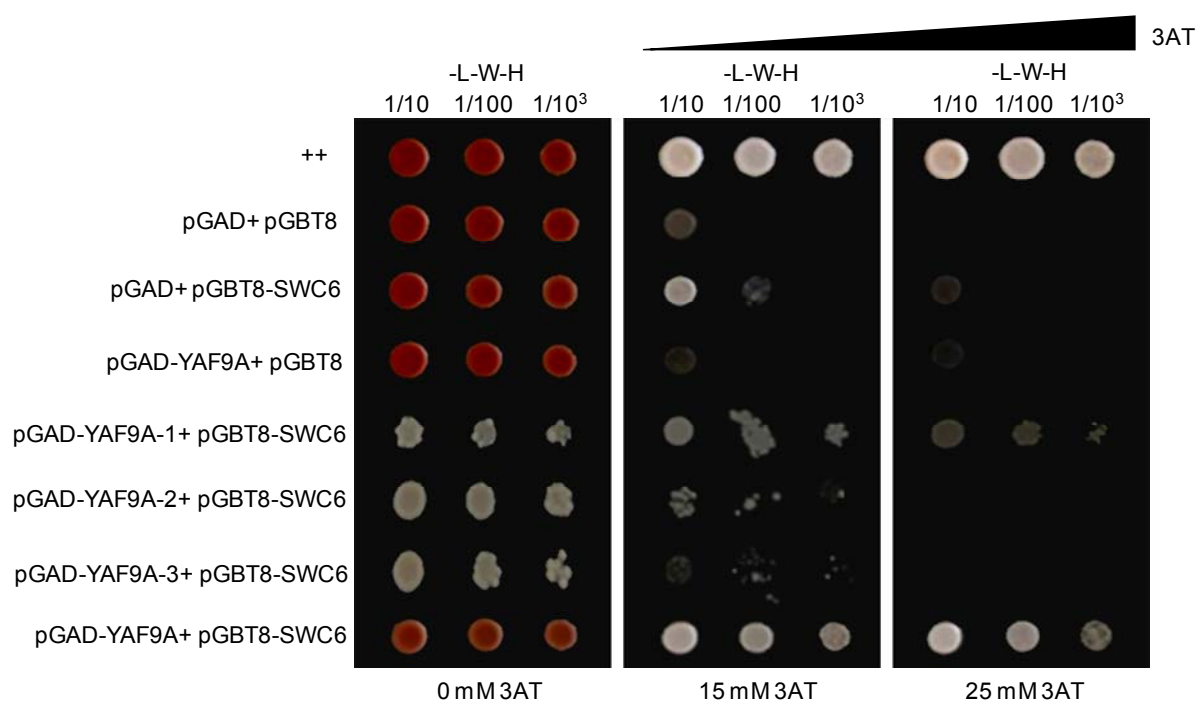 3AT
-L-W-H -L-W-H -L-W-H
1/10 1/100 1/10³ 1/10 1/100 1/10³ 1/10 1/100 1/10³
++
pGAD+ pGBT8
pGAD+ pGBT8-SWC6
pGAD-YAF9A+ pGBT8
pGAD-YAF9A-1+ pGBT8-SWC6
pGAD-YAF9A-2+ pGBT8-SWC6
pGAD-YAF9A-3+ pGBT8-SWC6
pGAD-YAF9A+ pGBT8-SWC6
0 mM 3AT 15 mM 3AT 25 mM 3AT